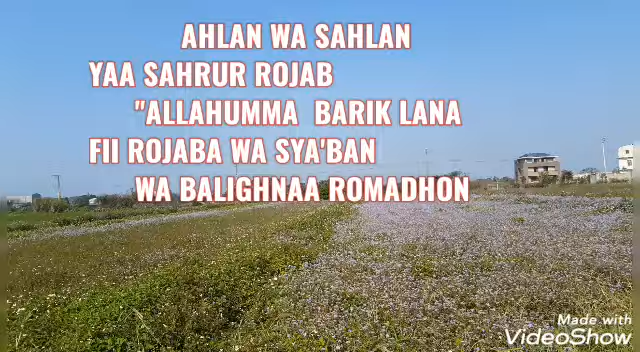 AHLAN WA SAHLAN
YAA SAHRUR ROJAB
"ALLAHUMMA BARIK LANA
FII ROJABA WA SYA'BAN
WA BALIGHNAA ROMADHON
Made with
VideoShow